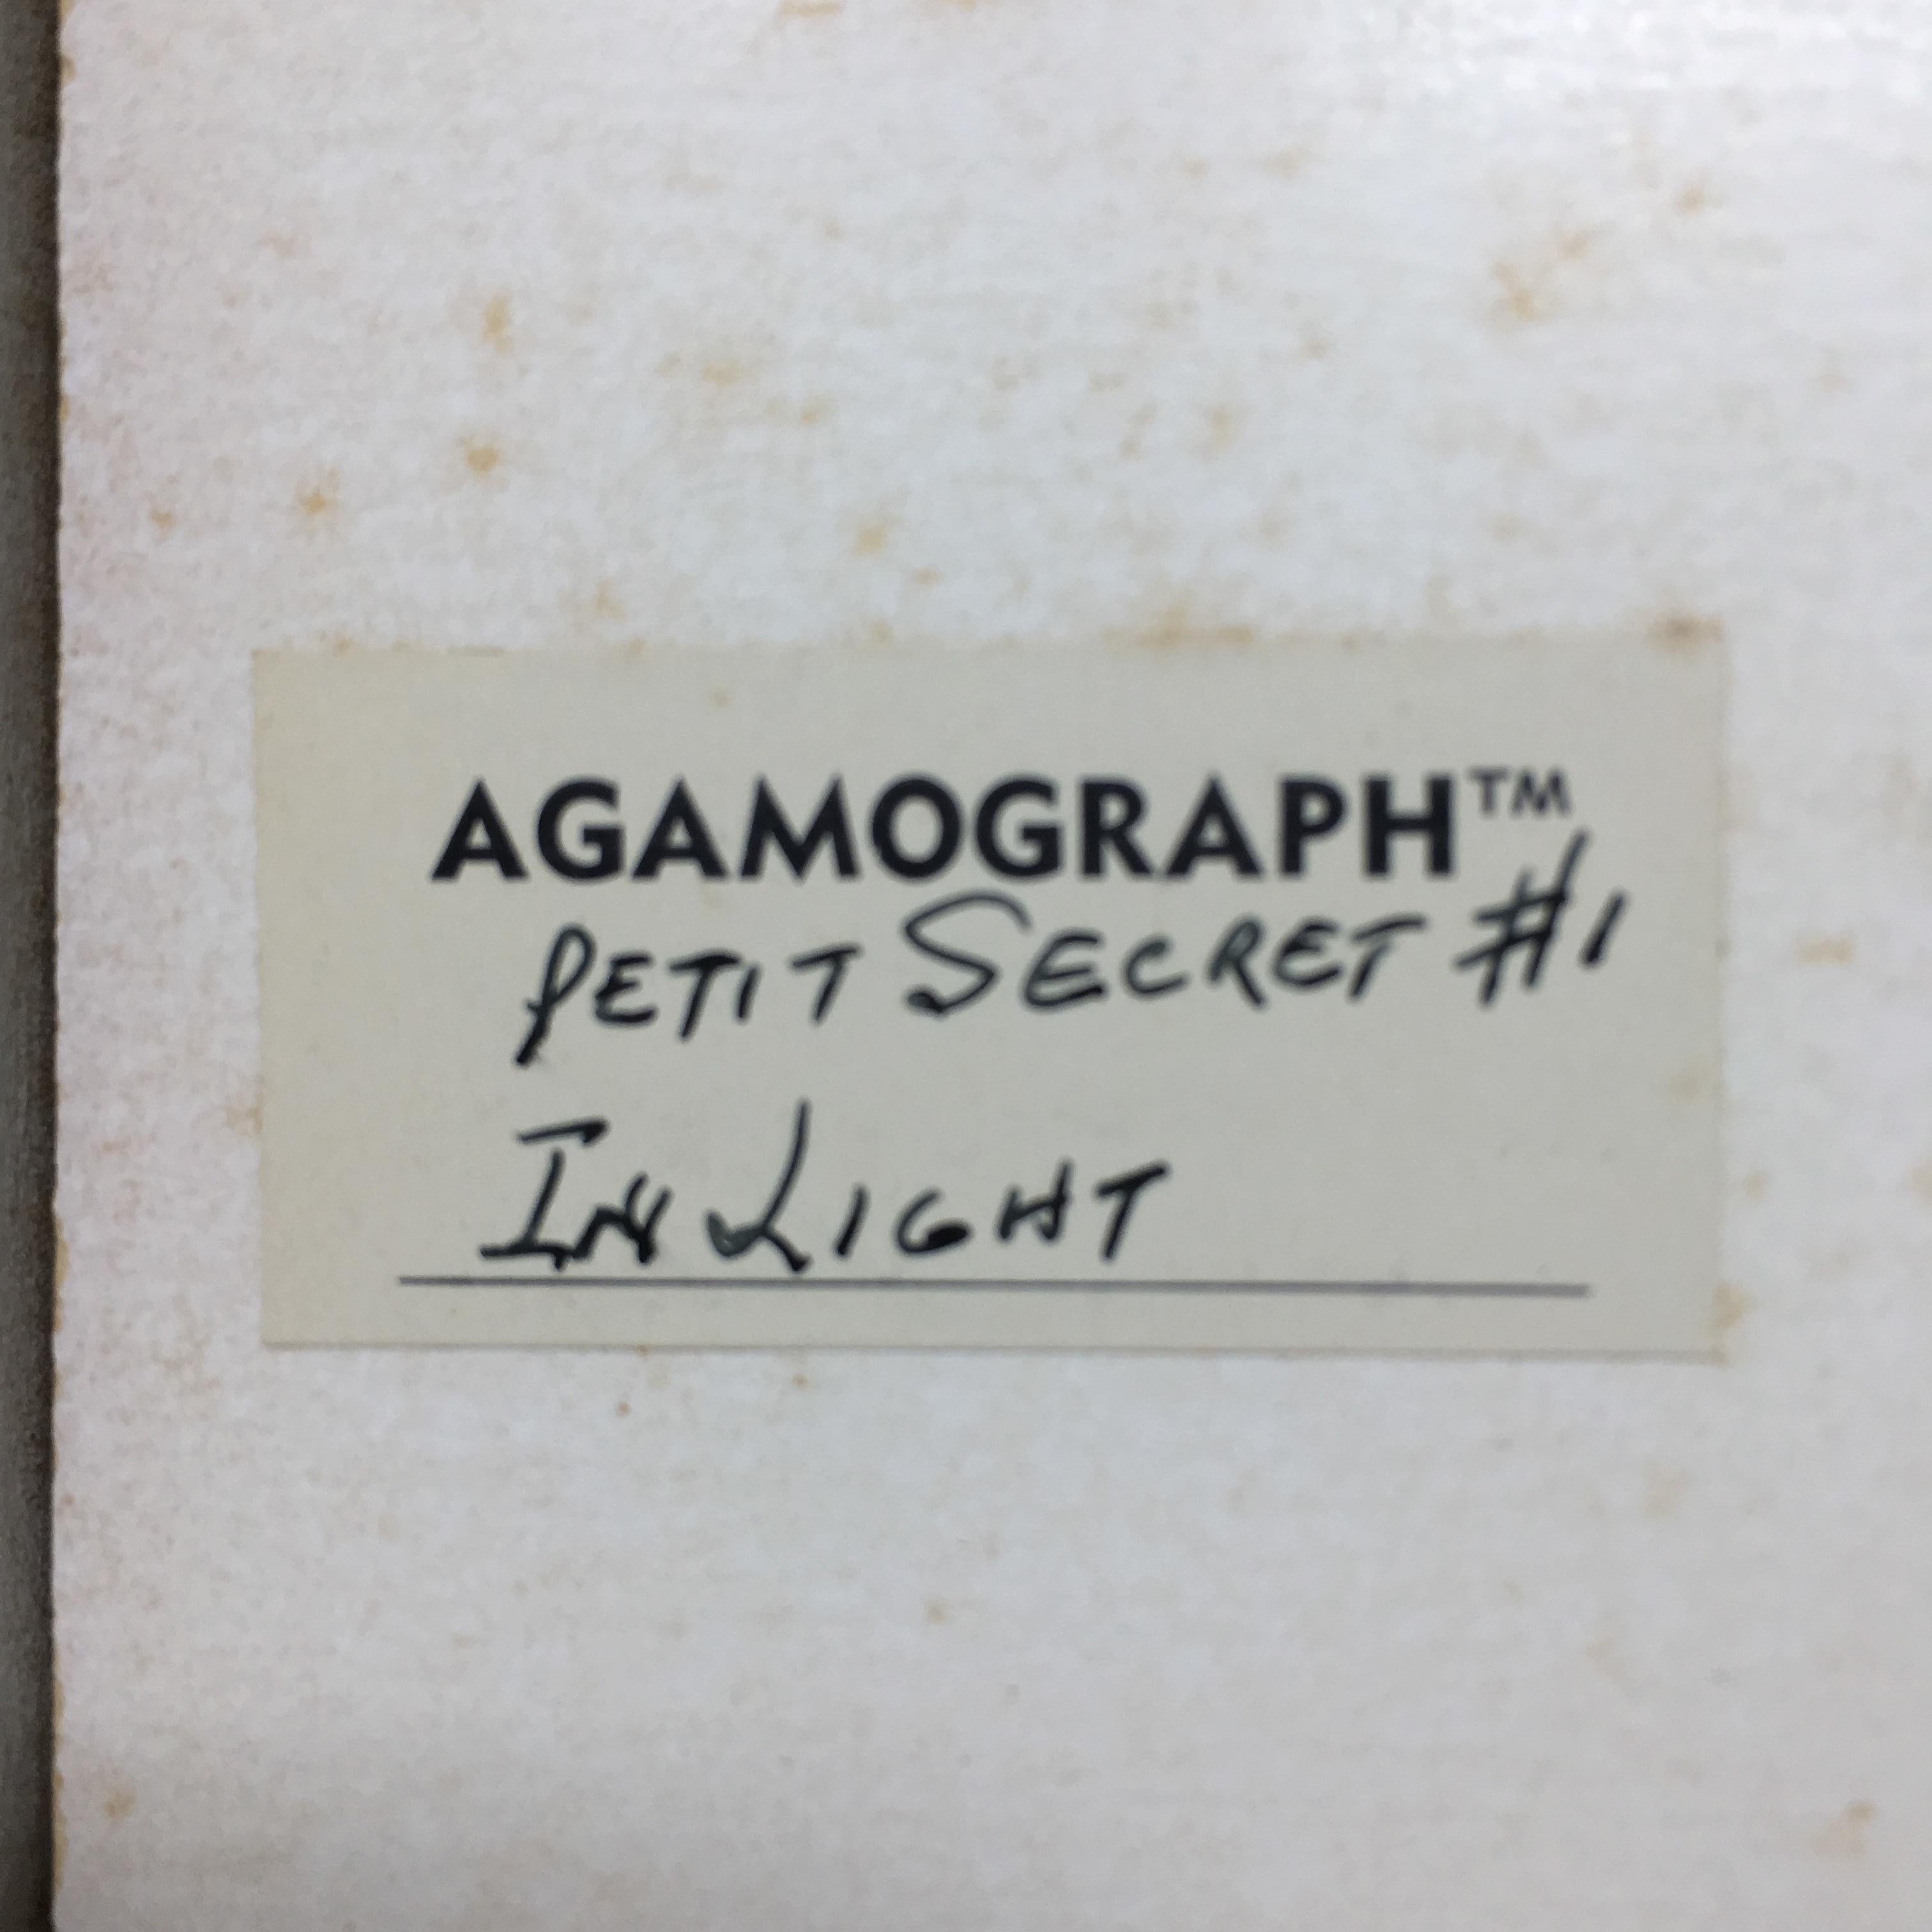 AGAMOGRAPH™
PETIT SECRET #1
IN LIGHT